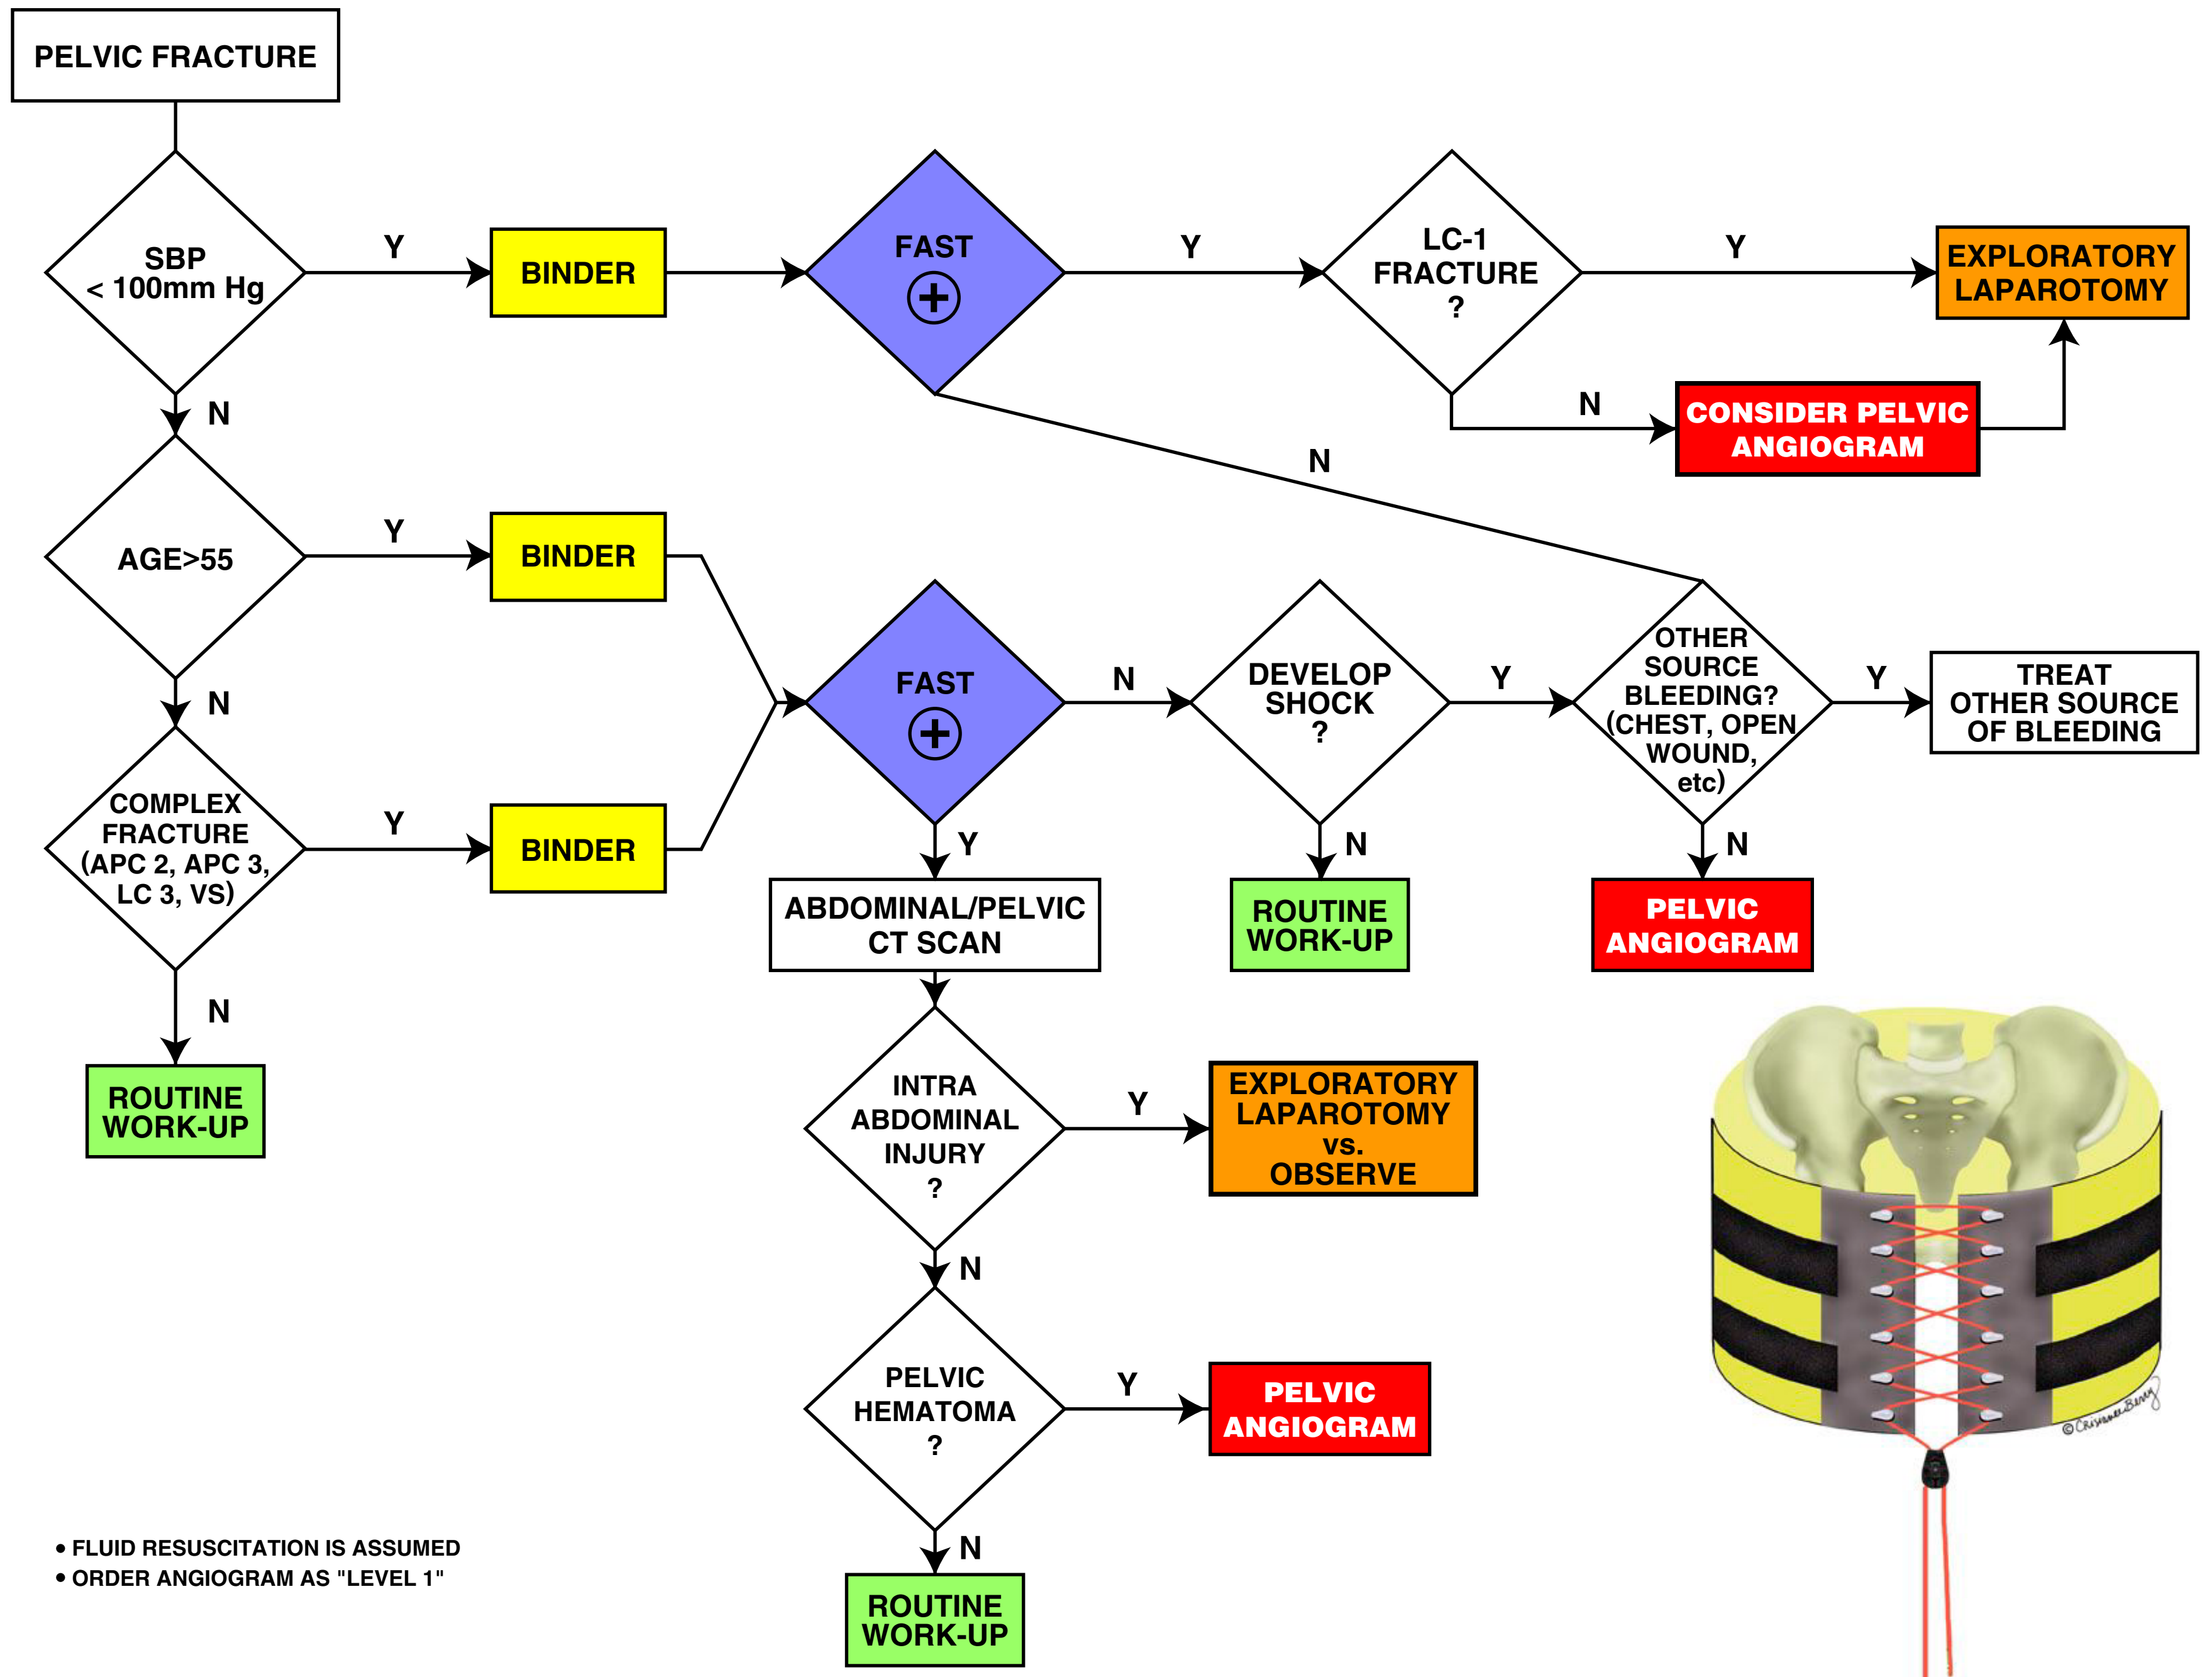 PELVIC FRACTURE
SBP
< 100mm Hg
Y
BINDER
FAST
+
Y
LC-1
FRACTURE
?
Y
EXPLORATORY
LAPAROTOMY
N
CONSIDER PELVIC
ANGIOGRAM
N
N
AGE>55
Y
BINDER
N
COMPLEX
FRACTURE
(APC 2, APC 3,
LC 3, VS)
Y
BINDER
N
ROUTINE
WORK-UP
FAST
+
N
DEVELOP
SHOCK
?
Y
OTHER
SOURCE
BLEEDING?
(CHEST, OPEN
WOUND,
etc)
Y
TREAT
OTHER SOURCE
OF BLEEDING
Y
N
N
ABDOMINAL/PELVIC
CT SCAN
ROUTINE
WORK-UP
PELVIC
ANGIOGRAM
INTRA
ABDOMINAL
INJURY
?
Y
EXPLORATORY
LAPAROTOMY
vs.
OBSERVE
N
PELVIC
HEMATOMA
?
Y
PELVIC
ANGIOGRAM
N
ROUTINE
WORK-UP
• FLUID RESUSCITATION IS ASSUMED
• ORDER ANGIOGRAM AS "LEVEL 1"